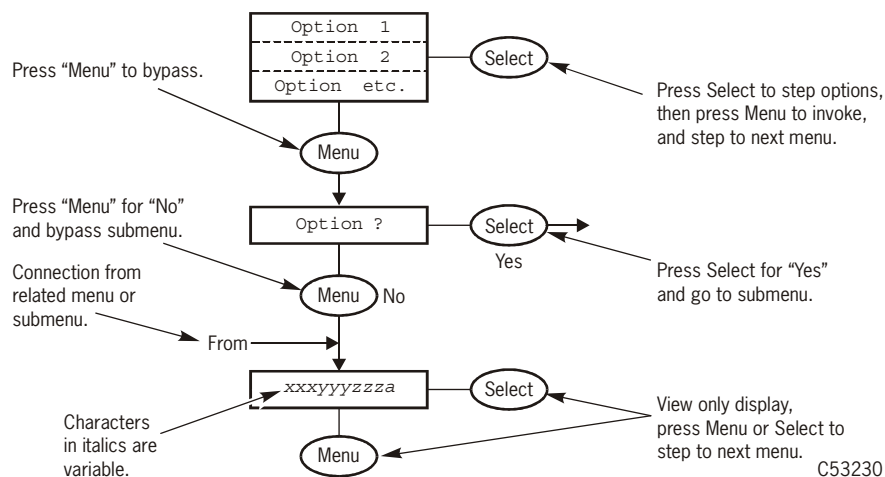 Option 1
Option 2
Option etc.
Select
Press “Menu” to bypass.
Press Select to step options,
then press Menu to invoke,
and step to next menu.
Menu
Press “Menu” for “No”
and bypass submenu.
Option ?
Select
Yes
Press Select for “Yes”
and go to submenu.
Connection from
related menu or
submenu.
Menu
No
From
xxxyyyzzza
Select
Characters
in italics are
variable.
Menu
View only display,
press Menu or Select to
step to next menu.
C53230